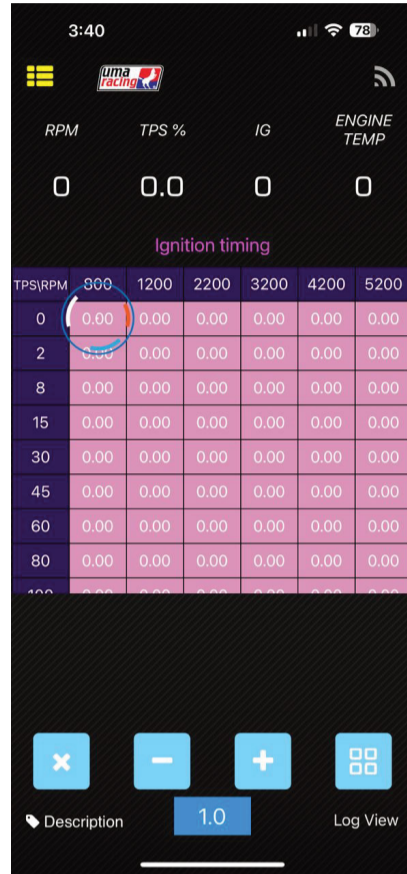 3:40 78
uma racing
RPM TPS % IG ENGINE TEMP
0 0.0 0 0
Ignition timing
TPS\RPM 800 1200 2200 3200 4200 5200
0 0.00 0.00 0.00 0.00 0.00 0.00
2 0.00 0.00 0.00 0.00 0.00 0.00
8 0.00 0.00 0.00 0.00 0.00 0.00
15 0.00 0.00 0.00 0.00 0.00 0.00
30 0.00 0.00 0.00 0.00 0.00 0.00
45 0.00 0.00 0.00 0.00 0.00 0.00
60 0.00 0.00 0.00 0.00 0.00 0.00
80 0.00 0.00 0.00 0.00 0.00 0.00
Description 1.0 Log View